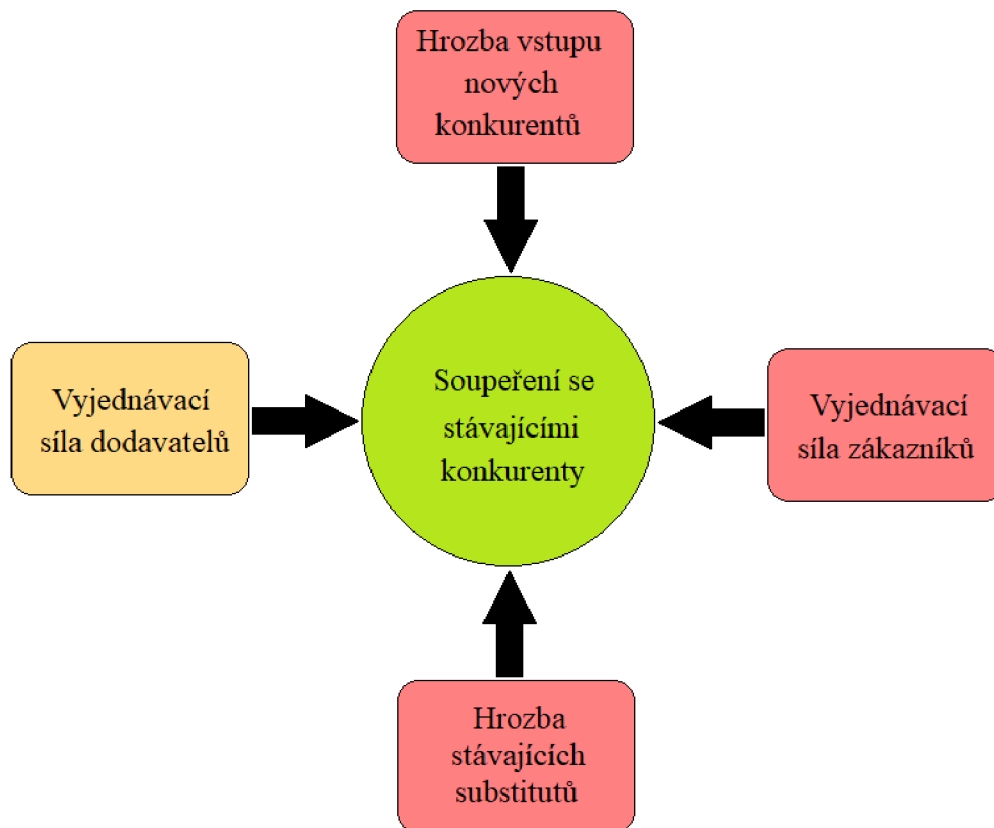 Hrozba vstupu
nových
konkurentů
Vyjednávací
síla dodavatelů
Soupeření se
stávajícími
konkurenty
Vyjednávací
síla zákazníků
Hrozba
stávajících
substitutů